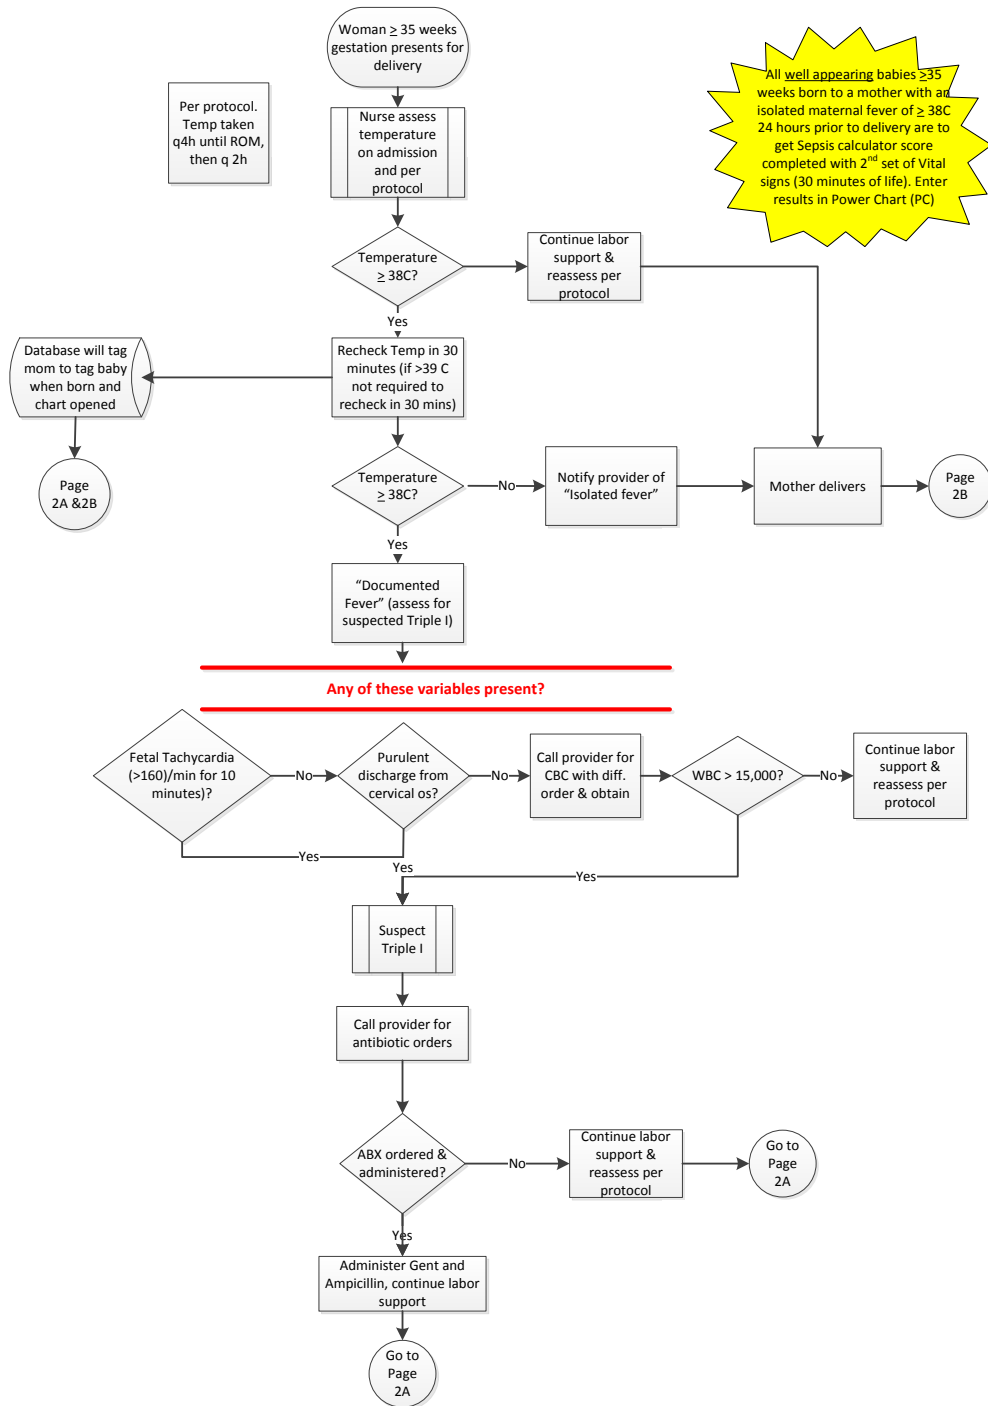 Woman ≥ 35 weeks
gestation presents for
delivery
All well appearing babies ≥35
weeks born to a mother with an
isolated maternal fever of ≥ 38C
24 hours prior to delivery are to
get Sepsis calculator score
completed with 2nd set of Vital
signs (30 minutes of life). Enter
results in Power Chart (PC)
Per protocol.
Temp taken
q4h until ROM,
then q 2h
Nurse assess
temperature
on admission
and per
protocol
Temperature
≥ 38C?
Continue labor
support &
reassess per
protocol
Yes
Database will tag
mom to tag baby
when born and
chart opened
Recheck Temp in 30
minutes (if >39 C
not required to
recheck in 30 mins)
Page
2A &2B
Temperature
≥ 38C?
No
Notify provider of
“Isolated fever”
Mother delivers
Page
2B
Yes
“Documented
Fever” (assess for
suspected Triple I)
Any of these variables present?
Fetal Tachycardia
(>160)/min for 10
minutes)?
No
Purulent
discharge from
cervical os?
No
Call provider for
CBC with diff.
order & obtain
WBC > 15,000?
No
Continue labor
support &
reassess per
protocol
Yes
Yes
Yes
Suspect
Triple I
Call provider for
antibiotic orders
ABX ordered &
administered?
No
Continue labor
support &
reassess per
protocol
Go to
Page
2A
Yes
Administer Gent and
Ampicillin, continue labor
support
Go to
Page
2A